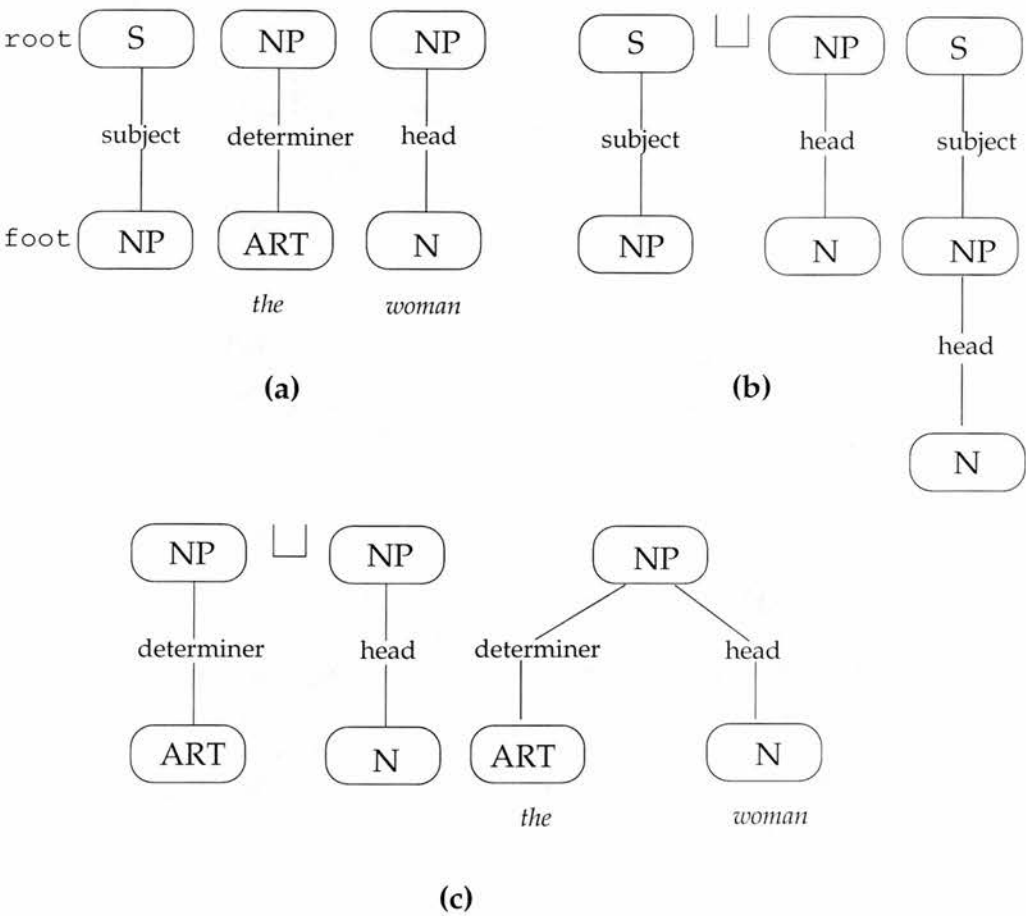 root S NP NP
subject determiner head
foot NP ART N
the woman
(a)
S NP S
subject head subject
NP N NP
head
N
(b)
NP NP NP
determiner head determiner head
ART N ART N
the woman
(c)